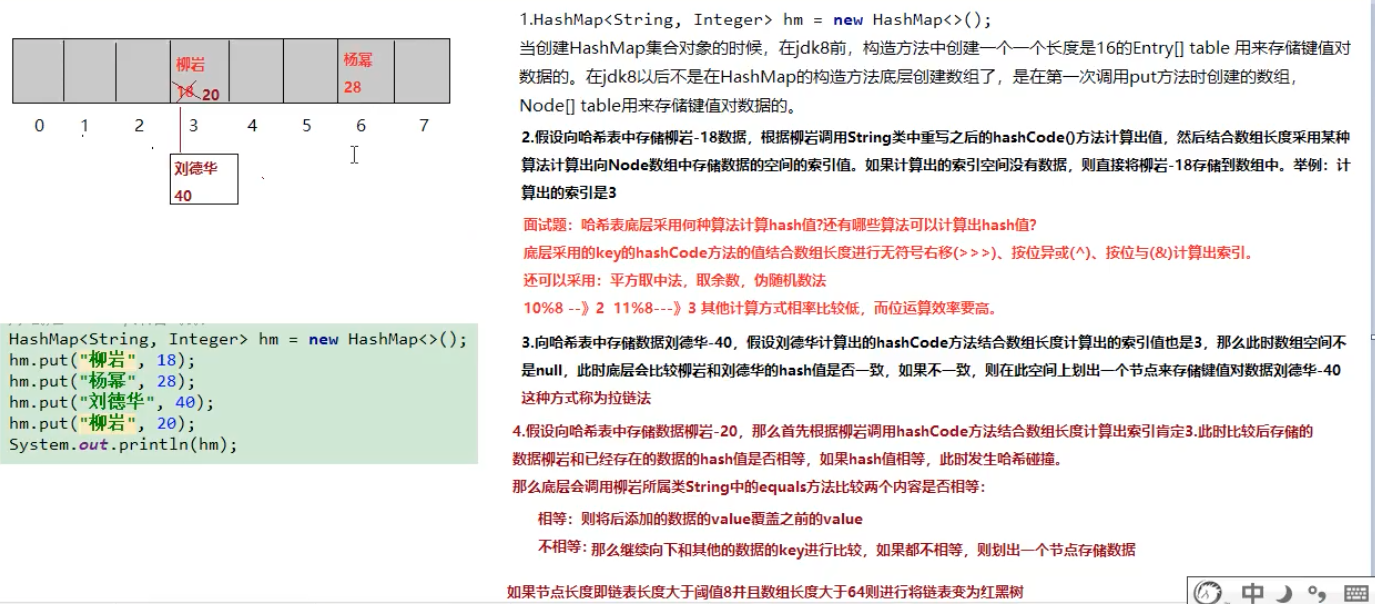 柳岩
18 20
杨幂
28
0 1 2 3 4 5 6 7
刘德华
40
HashMap<String, Integer> hm = new HashMap<>();
hm.put("柳岩", 18);
hm.put("杨幂", 28);
hm.put("刘德华", 40);
hm.put("柳岩", 20);
System.out.println(hm);
1.HashMap<String, Integer> hm = new HashMap<>();
当创建HashMap集合对象的时候，在jdk8前，构造方法中创建一个一个长度是16的Entry[] table 用来存储键值对
数据的。在jdk8以后不是在HashMap的构造方法底层创建数组了，是在第一次调用put方法时创建的数组，
Node[] table用来存储键值对数据的。
2.假设向哈希表中存储柳岩-18数据，根据柳岩调用String类中重写之后的hashCode()方法计算出值，然后结合数组长度采用某种
算法计算出向Node数组中存储数据的空间的索引值。如果计算出的索引空间没有数据，则直接将柳岩-18存储到数组中。举例：计
算出的索引是3
面试题：哈希表底层采用何种算法计算hash值?还有哪些算法可以计算出hash值?
底层采用的key的hashCode方法的值结合数组长度进行无符号右移(>>>)、按位异或(^)、按位与(&)计算出索引。
还可以采用：平方取中法，取余数，伪随机数法
10%8 --》2 11%8---》3 其他计算方式相率比较低，而位运算效率要高。
3.向哈希表中存储数据刘德华-40，假设刘德华计算出的hashCode方法结合数组长度计算出的索引值也是3，那么此时数组空间不
是null，此时底层会比较柳岩和刘德华的hash值是否一致，如果不一致，则在此空间上划出一个节点来存储键值对数据刘德华-40
这种方式称为拉链法
4.假设向哈希表中存储数据柳岩-20，那么首先根据柳岩调用hashCode方法结合数组长度计算出索引肯定3.此时比较后存储的
数据柳岩和已经存在的数据的hash值是否相等，如果hash值相等，此时发生哈希碰撞。
那么底层会调用柳岩所属类String中的equals方法比较两个内容是否相等：
相等：则将后添加的数据的value覆盖之前的value
不相等：那么继续向下和其他的数据的key进行比较，如果都不相等，则划出一个节点存储数据
如果节点长度即链表长度大于阈值8并且数组长度大于64则进行将链表变为红黑树
中